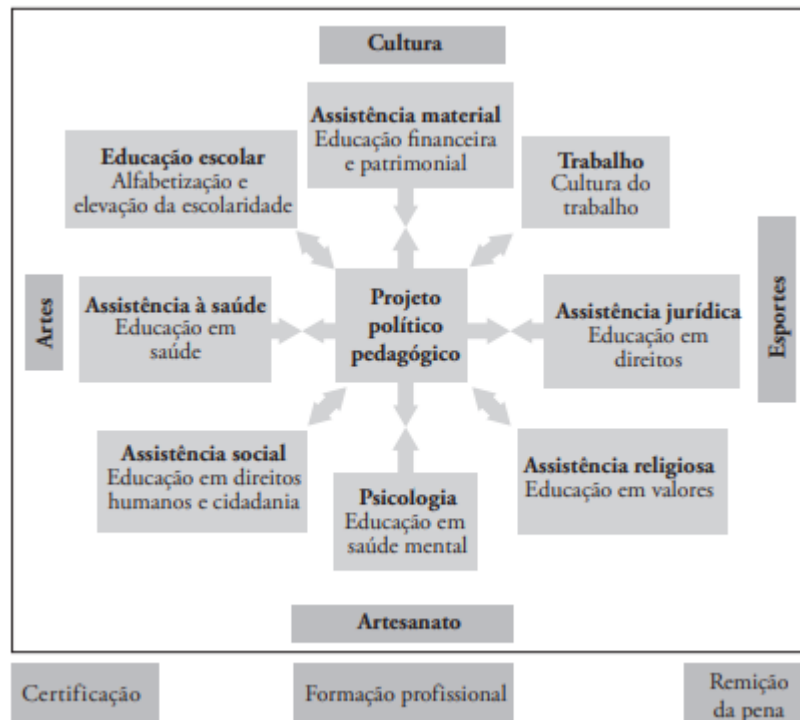 Cultura
Assistência material
Educação financeira
e patrimonial
Educação escolar
Alfabetização e
elevação da escolaridade
Trabalho
Cultura do
trabalho
Artes
Assistência à saúde
Educação em
saúde
Projeto
político
pedagógico
Assistência jurídica
Educação em
direitos
Esportes
Assistência social
Educação em direitos
humanos e cidadania
Psicologia
Educação em
saúde mental
Assistência religiosa
Educação em valores
Artesanato
Certificação
Formação profissional
Remição
da pena